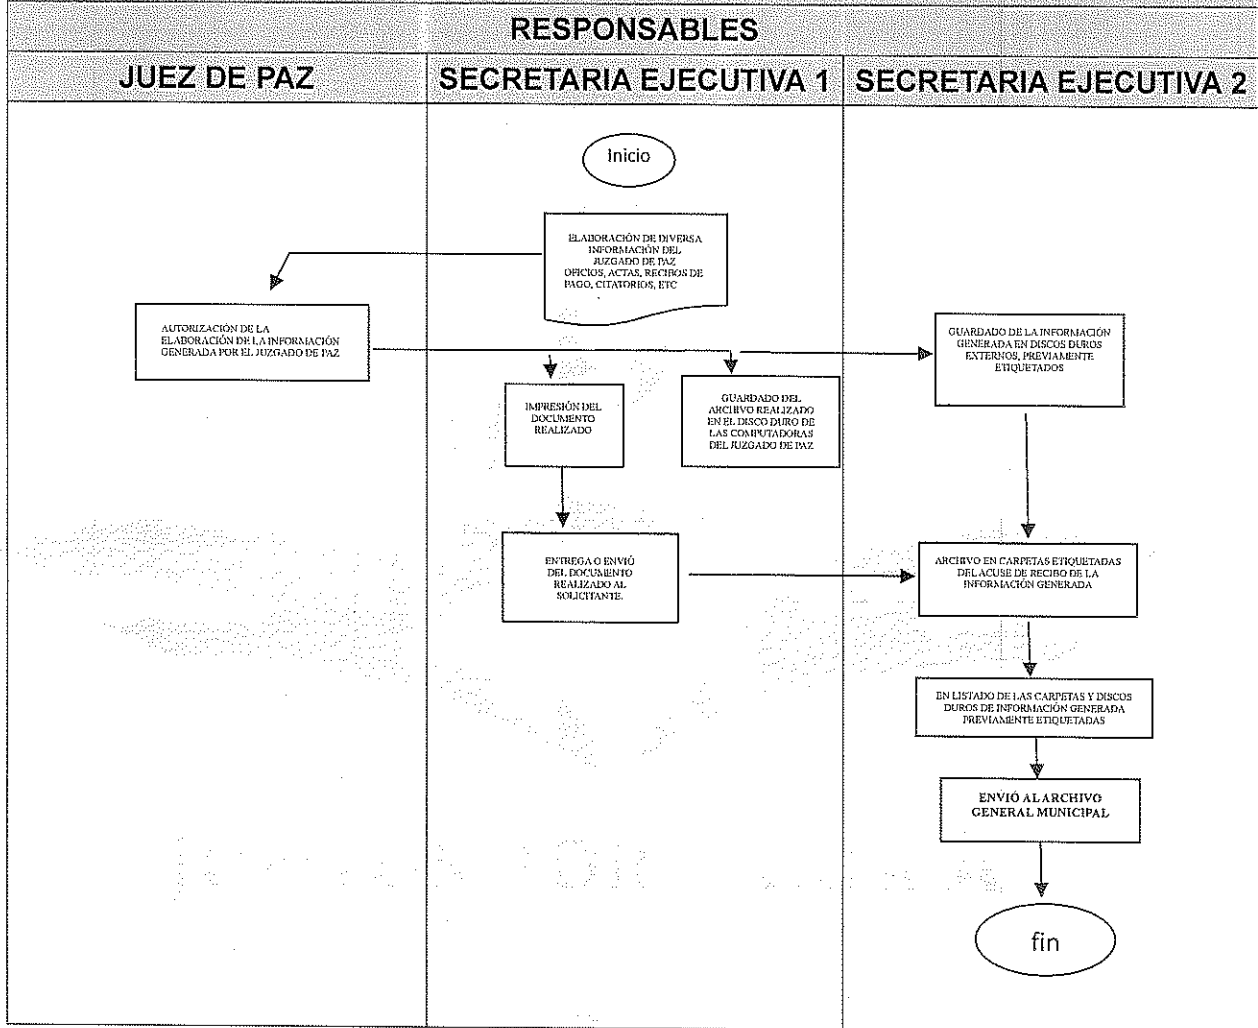 RESPONSABLES
JUEZ DE PAZ
SECRETARIA EJECUTIVA 1
SECRETARIA EJECUTIVA 2
Inicio
ELABORACIÓN DE DIVERSA
INFORMACIÓN DEL
JUZGADO DE PAZ
OFICIOS, ACTAS, RECIBOS DE
PAGO, CITATORIOS, ETC
AUTORIZACIÓN DE LA
ELABORACIÓN DE LA INFORMACIÓN
GENERADA POR EL JUZGADO DE PAZ
IMPRESIÓN DEL
DOCUMENTO
REALIZADO
GUARDADO DEL
ARCHIVO REALIZADO
EN EL DISCO DURO DE
LAS COMPUTADORAS
DEL JUZGADO DE PAZ
GUARDADO DE LA INFORMACIÓN
GENERADA EN DISCOS DUROS
EXTERNOS, PREVIAMENTE
ETIQUETADOS
ENTREGA O ENVIÓ
DEL DOCUMENTO
REALIZADO AL
SOLICITANTE.
ARCHIVO EN CARPETAS ETIQUETADAS
DEL ACUSE DE RECIBO DE LA
INFORMACIÓN GENERADA
EN LISTADO DE LAS CARPETAS Y DISCOS
DUROS DE INFORMACIÓN GENERADA
PREVIAMENTE ETIQUETADAS
ENVIÓ AL ARCHIVO
GENERAL MUNICIPAL
fin